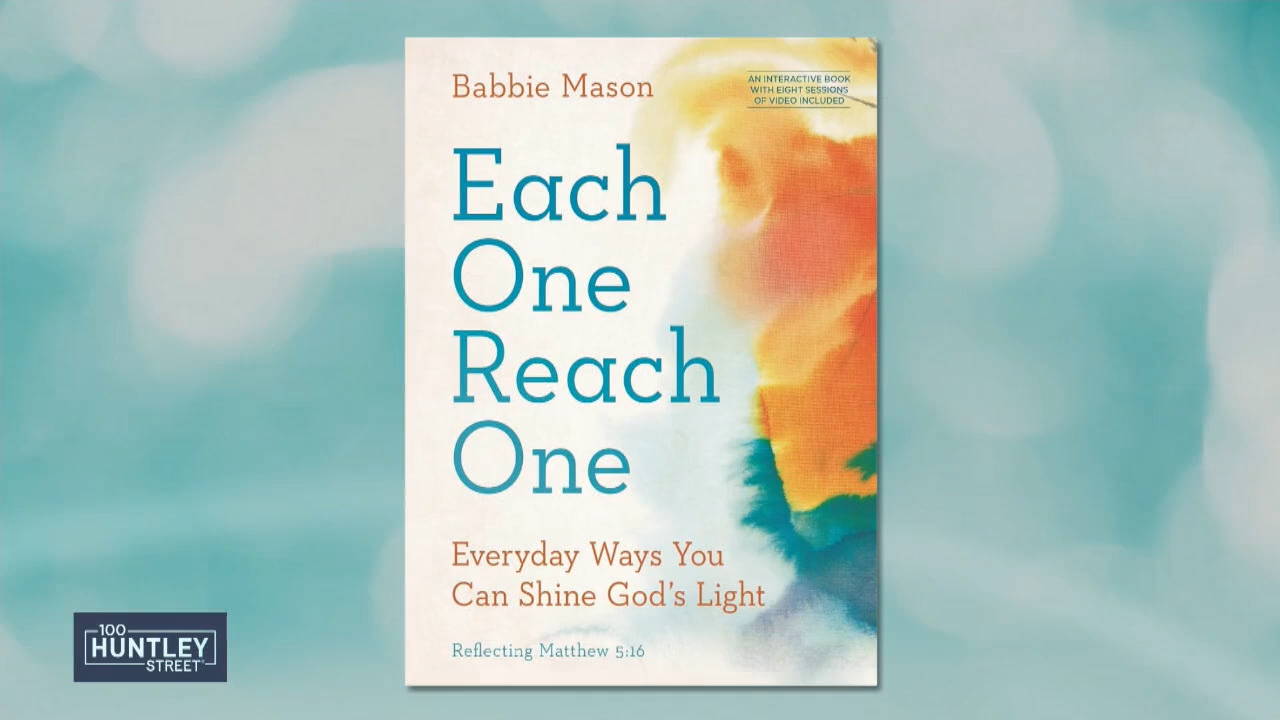 Babbie Mason
AN INTERACTIVE BOOK
WITH EIGHT SESSIONS
OF VIDEO INCLUDED
Each
One
Reach
One
Everyday Ways You
Can Shine God's Light
Reflecting Matthew 5:16
100
HUNTLEY
STREET